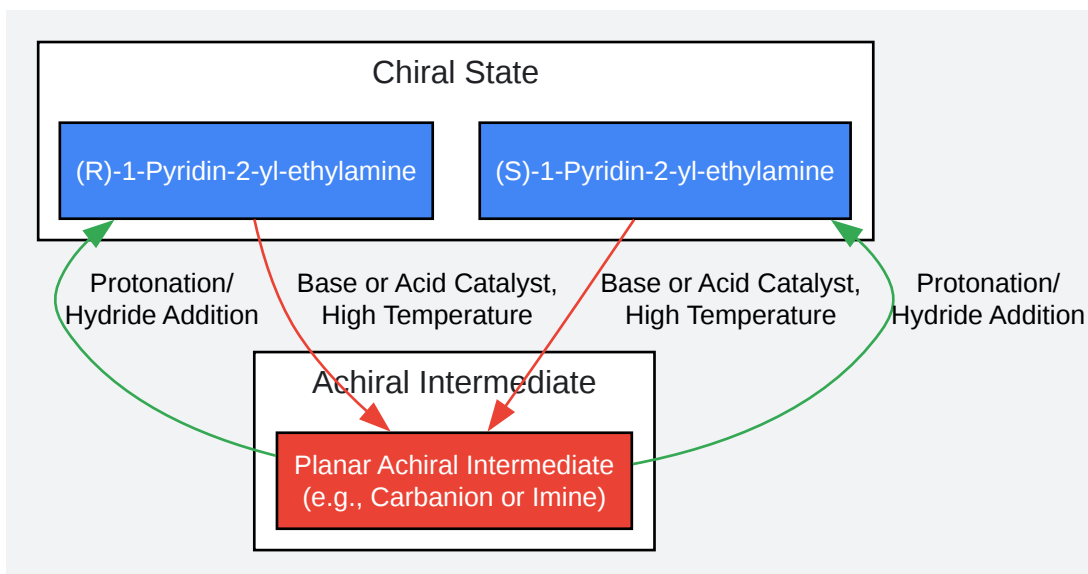 Chiral State
(R)-1-Pyridin-2-yl-ethylamine
(S)-1-Pyridin-2-yl-ethylamine
Protonation/
Hydride Addition
Base or Acid Catalyst,
High Temperature
Base or Acid Catalyst,
High Temperature
Protonation/
Hydride Addition
Achiral Intermediate
Planar Achiral Intermediate
(e.g., Carbanion or Imine)